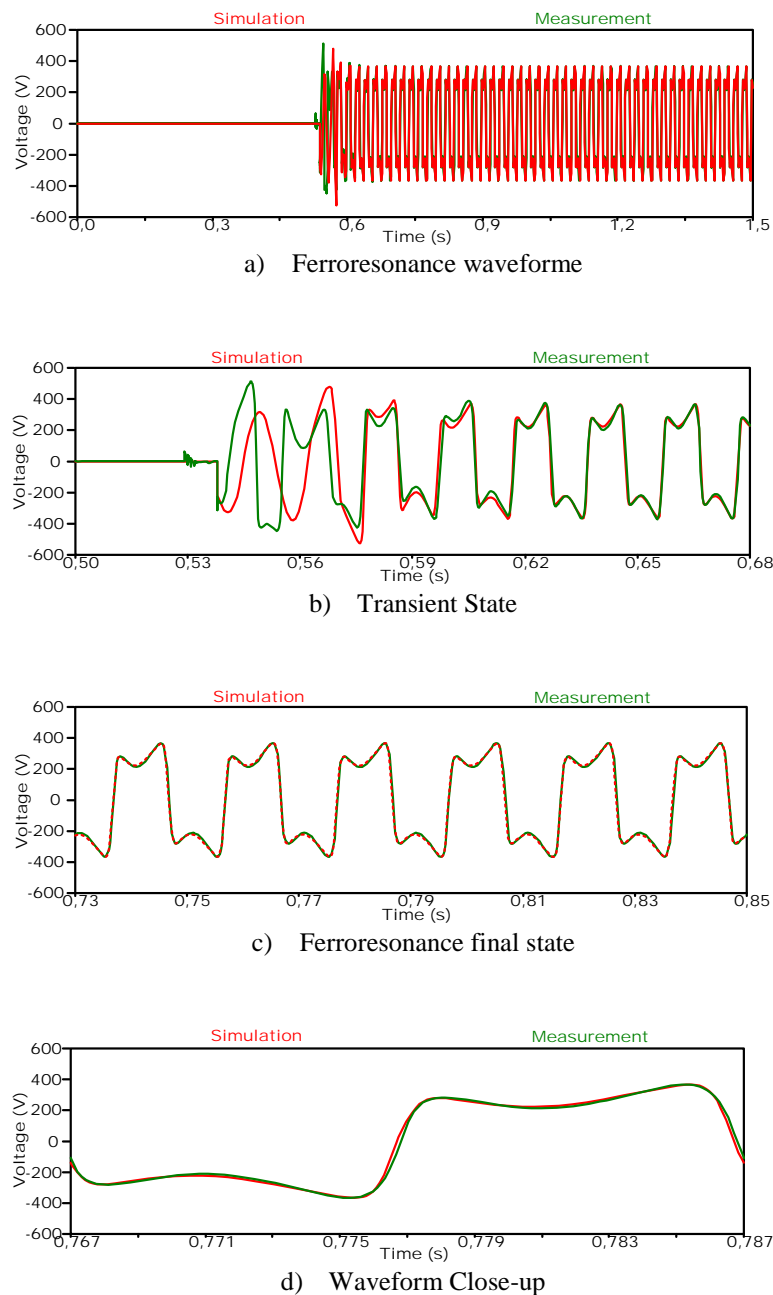 Simulation Measurement
600
400
200
0
-200
-400
-600
Voltage (V)
0,0 0,3 0,6 0,9 1,2 1,5
Time (s)
a) Ferroresonance waveforme
Simulation Measurement
600
400
200
0
-200
-400
-600
Voltage (V)
0,50 0,53 0,56 0,59 0,62 0,65 0,68
Time (s)
b) Transient State
Simulation Measurement
600
400
200
0
-200
-400
-600
Voltage (V)
0,73 0,75 0,77 0,79 0,81 0,83 0,85
Time (s)
c) Ferroresonance final state
Simulation Measurement
600
400
200
0
-200
-400
-600
Voltage (V)
0,767 0,771 0,775 0,779 0,783 0,787
Time (s)
d) Waveform Close-up